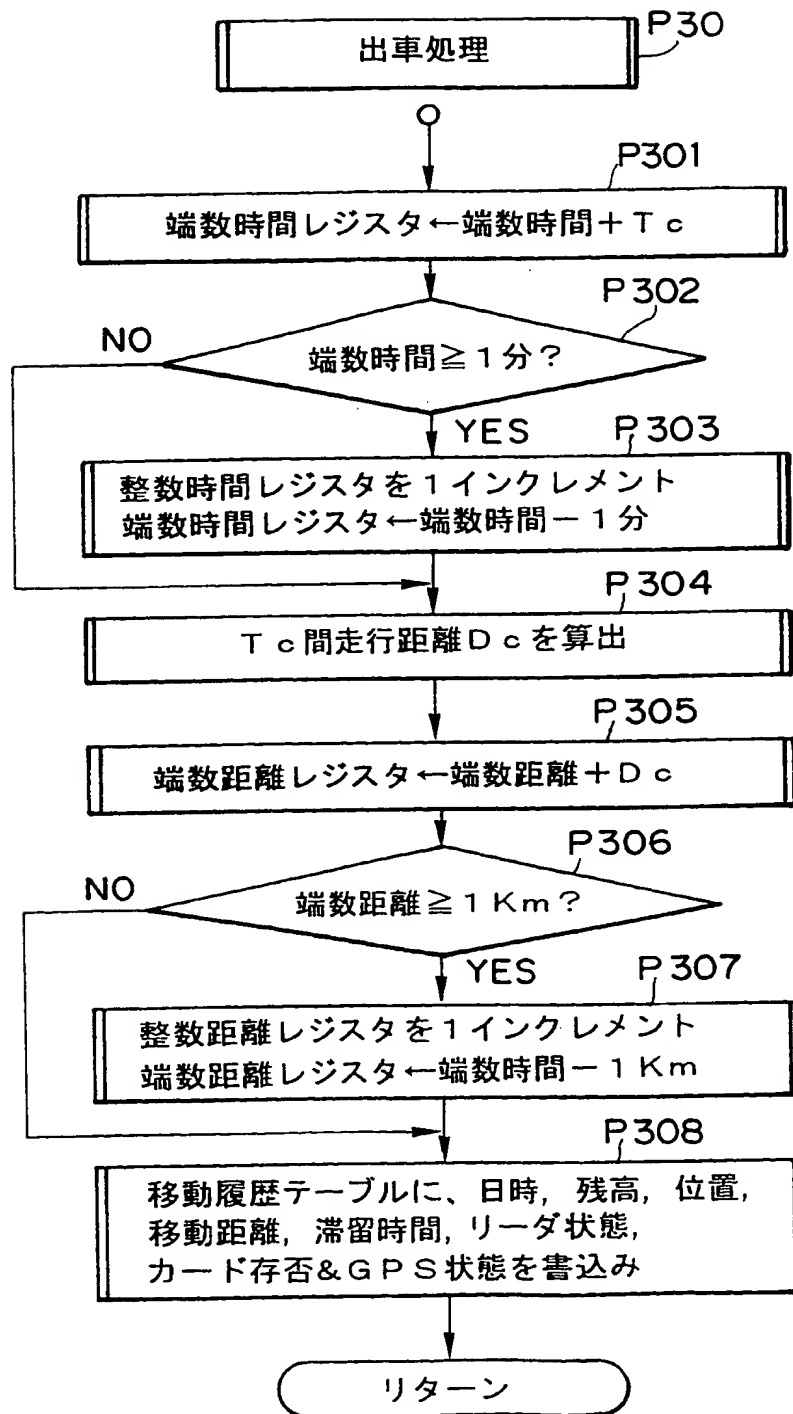 P30
出車処理
P301
端数時間レジスタ←端数時間+Tc
P302
NO
端数時間≧1分?
YES
P303
整数時間レジスタを1インクレメント
端数時間レジスタ←端数時間-1分
P304
Tc間走行距離Dcを算出
P305
端数距離レジスタ←端数距離+Dc
P306
NO
端数距離≧1Km?
YES
P307
整数距離レジスタを1インクレメント
端数距離レジスタ←端数時間-1Km
P308
移動履歴テーブルに、日時,残高,位置,
移動距離,滞留時間,リーダ状態,
カード存否&GPS状態を書込み
リターン